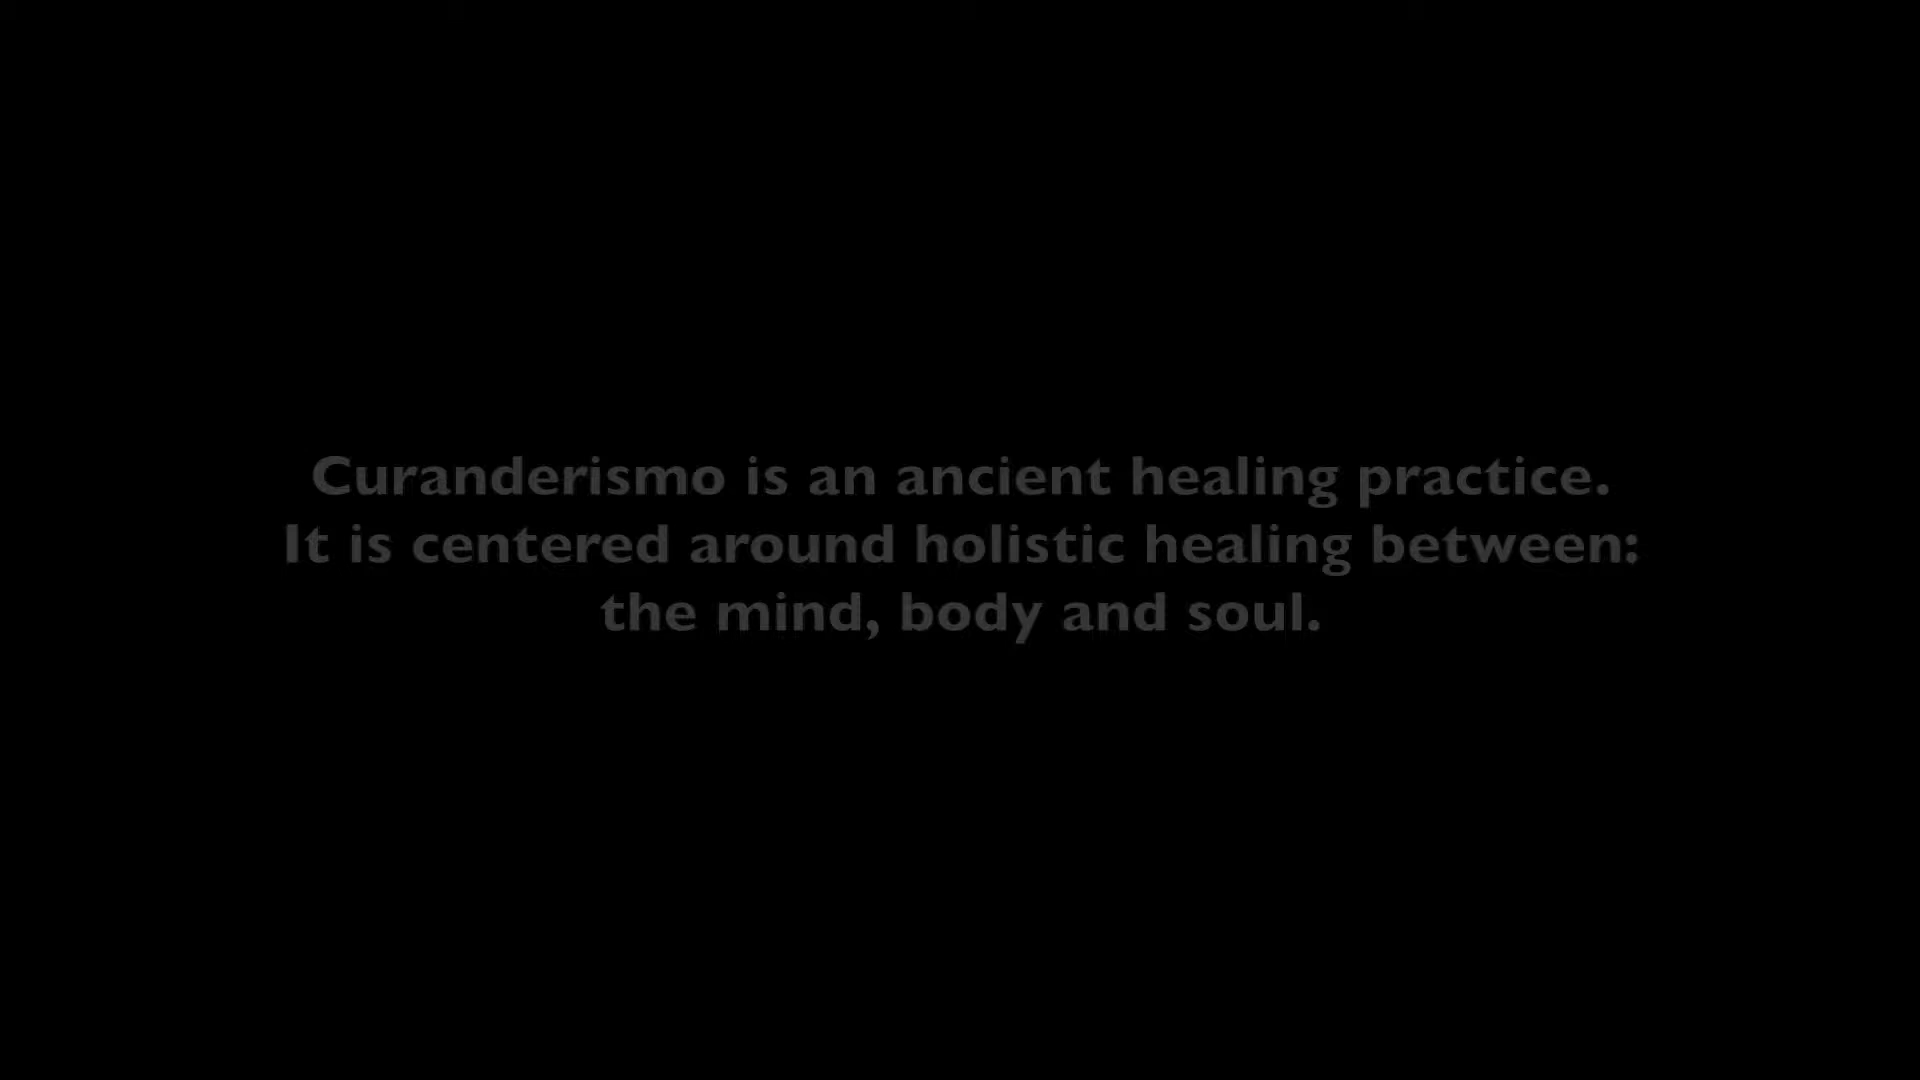 Curanderismo is an ancient healing practice.
It is centered around holistic healing between:
the mind, body and soul.